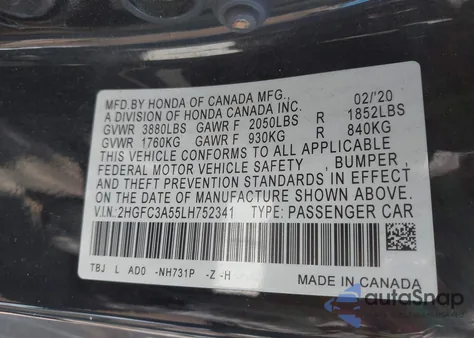 MFD.BY HONDA OF CANADA MFG., 02/'20
A DIVISION OF HONDA CANADA INC.
GVWR 3880LBS GAWR F 2050LBS R 1852LBS
GVWR 1760KG GAWR F 930KG R 840KG
THIS VEHICLE CONFORMS TO ALL APPLICABLE
FEDERAL MOTOR VEHICLE SAFETY , BUMPER ,
AND THEFT PREVENTION STANDARDS IN EFFECT
ON THE DATE OF MANUFACTURE SHOWN ABOVE.
V.I.N.:2HGFC3A55LH752341 TYPE: PASSENGER CAR
TBJ L AD0 -NH731P -Z -H
MADE IN CANADA
autoSnap